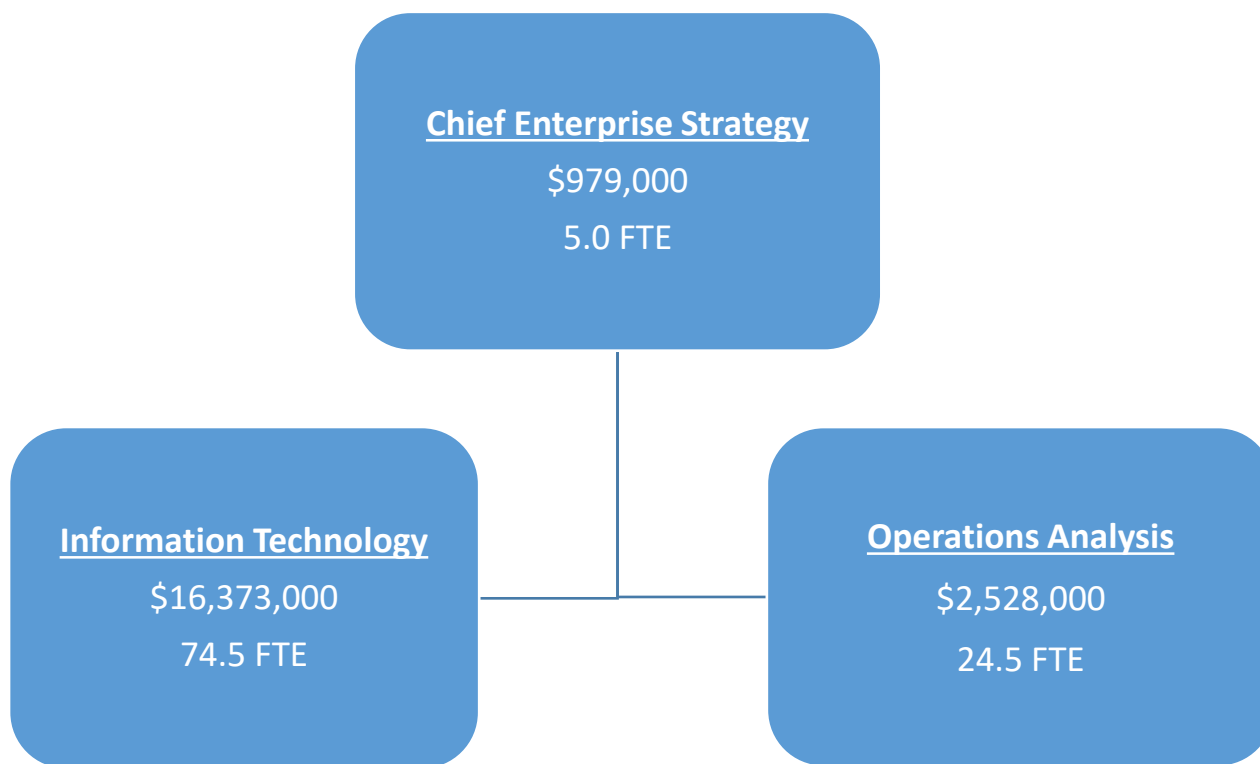 Chief Enterprise Strategy
$979,000
5.0 FTE
Information Technology
$16,373,000
74.5 FTE
Operations Analysis
$2,528,000
24.5 FTE